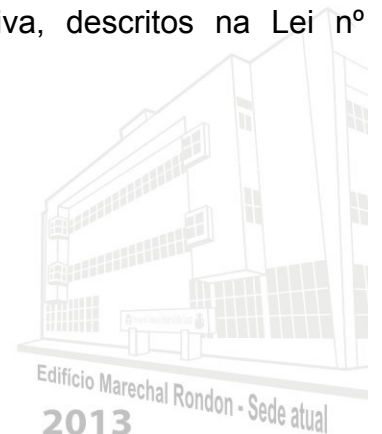 iva, descritos na Lei nº
Edifício Marechal Rondon - Sede atual
2013